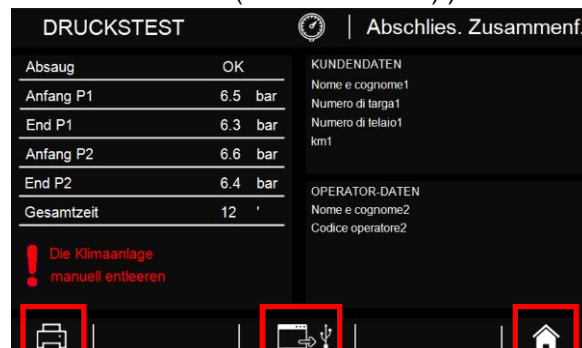 DRUCKSTEST
Abschlies. Zusammenf.
Absaug OK
Anfang P1 6.5 bar
End P1 6.3 bar
Anfang P2 6.6 bar
End P2 6.4 bar
Gesamtzeit 12 '
Die Klimaanlage
manuell entleeren
KUNDENDATEN
Nome e cognome1
Numero di targa1
Numero di telaio1
km1
OPERATOR-DATEN
Nome e cognome2
Codice operatore2